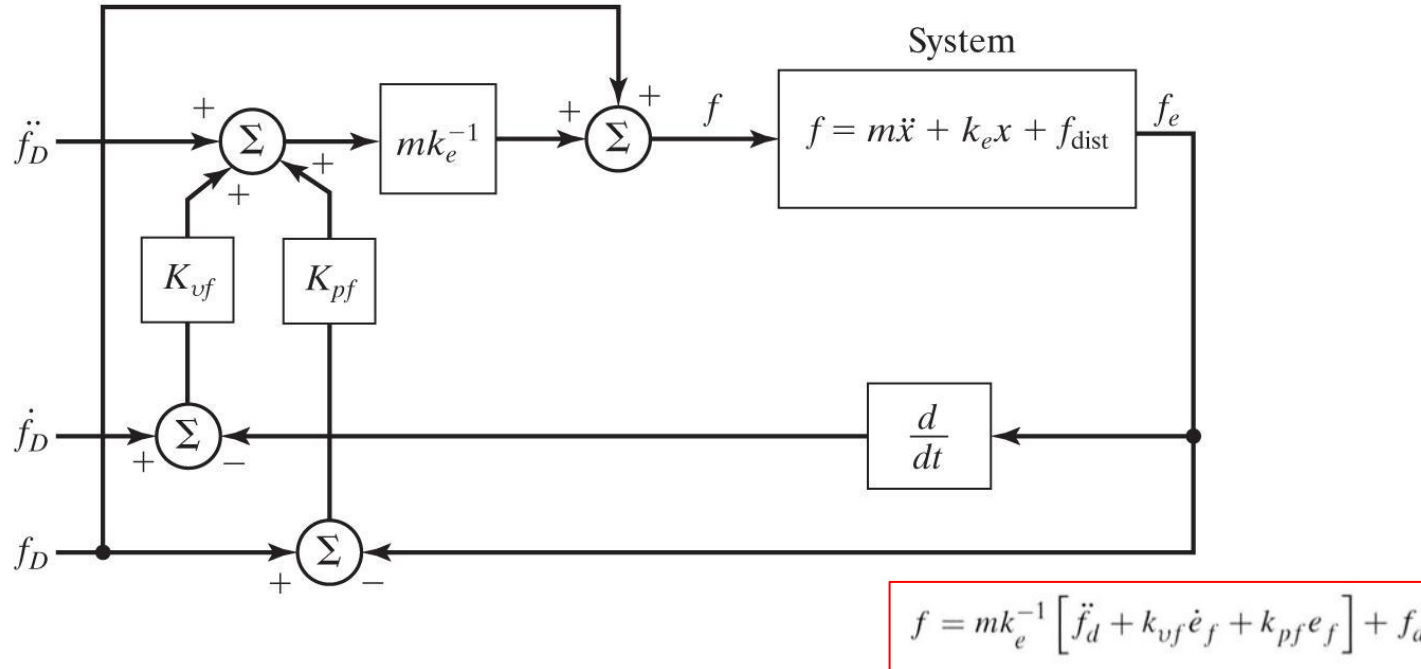 System
f̈_D
+
Σ
+
+
mk_e^{-1}
+
+
Σ
f
f = mẍ + k_e x + f_dist
f_e
K_{vf}
K_{pf}
ḟ_D
+
Σ
−
d/dt
f_D
+
Σ
−
f = mk_e^{-1} [ f̈_d + k_{vf} ė_f + k_{pf} e_f ] + f_d